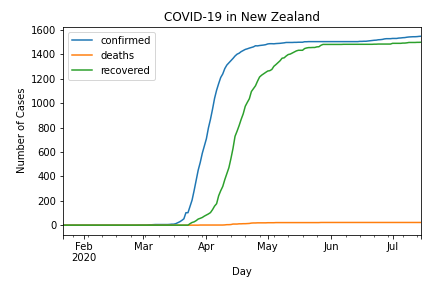 COVID-19 in New Zealand
confirmed
deaths
recovered
Number of Cases
1600
1400
1200
1000
800
600
400
200
0
Feb Mar Apr May Jun Jul
2020
Day